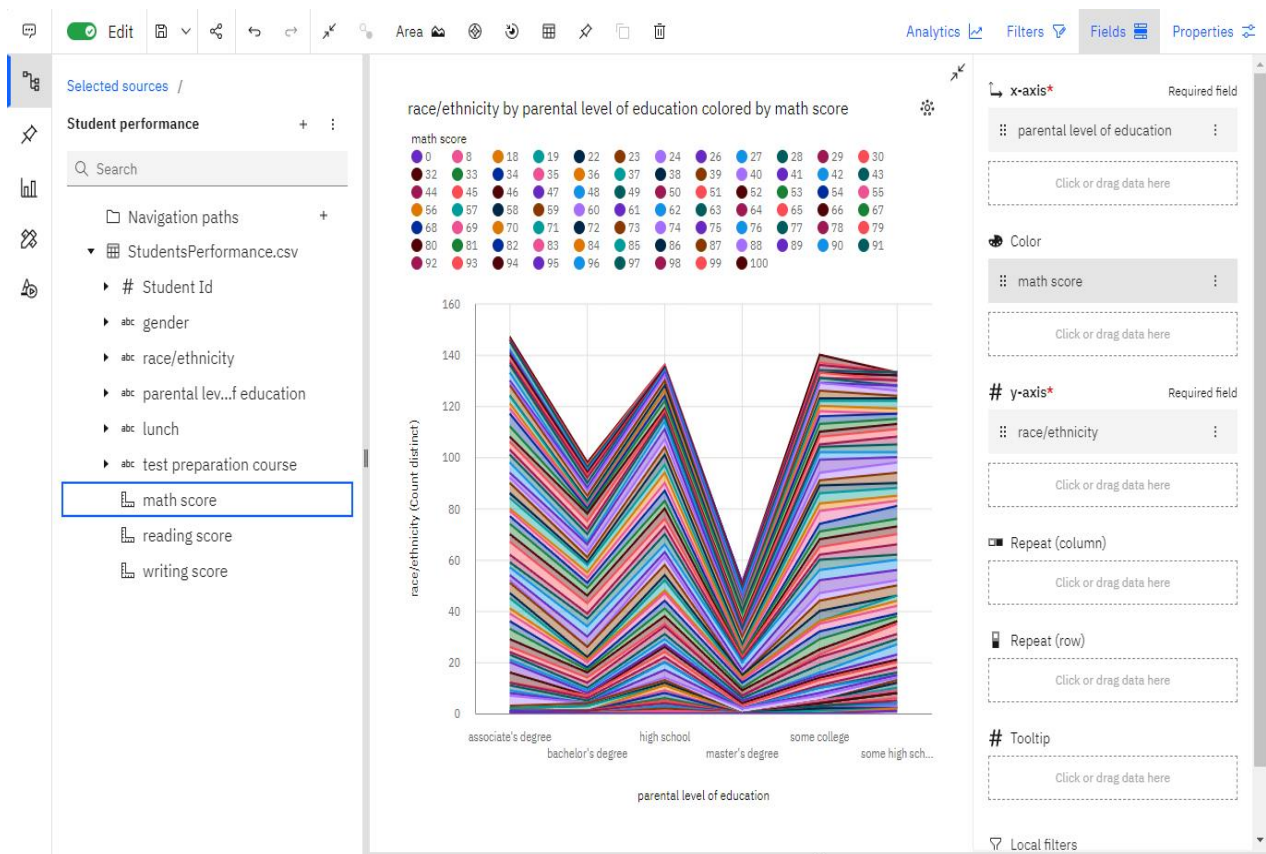 Edit Area Analytics Filters Fields Properties
Selected sources /
Student performance
Search
Navigation paths
StudentsPerformance.csv
# Student Id
abc gender
abc race/ethnicity
abc parental lev...f education
abc lunch
abc test preparation course
math score
reading score
writing score
race/ethnicity by parental level of education colored by math score
math score
0 8 18 19 22 23 24 26 27 28 29 30
32 33 34 35 36 37 38 39 40 41 42 43
44 45 46 47 48 49 50 51 52 53 54 55
56 57 58 59 60 61 62 63 64 65 66 67
68 69 70 71 72 73 74 75 76 77 78 79
80 81 82 83 84 85 86 87 88 89 90 91
92 93 94 95 96 97 98 99 100
race/ethnicity (Count distinct)
160
140
120
100
80
60
40
20
0
associate's degree high school some college
bachelor's degree master's degree some high sch...
parental level of education
x-axis* Required field
parental level of education
Click or drag data here
Color
math score
Click or drag data here
# y-axis* Required field
race/ethnicity
Click or drag data here
Repeat (column)
Click or drag data here
Repeat (row)
Click or drag data here
# Tooltip
Click or drag data here
Local filters